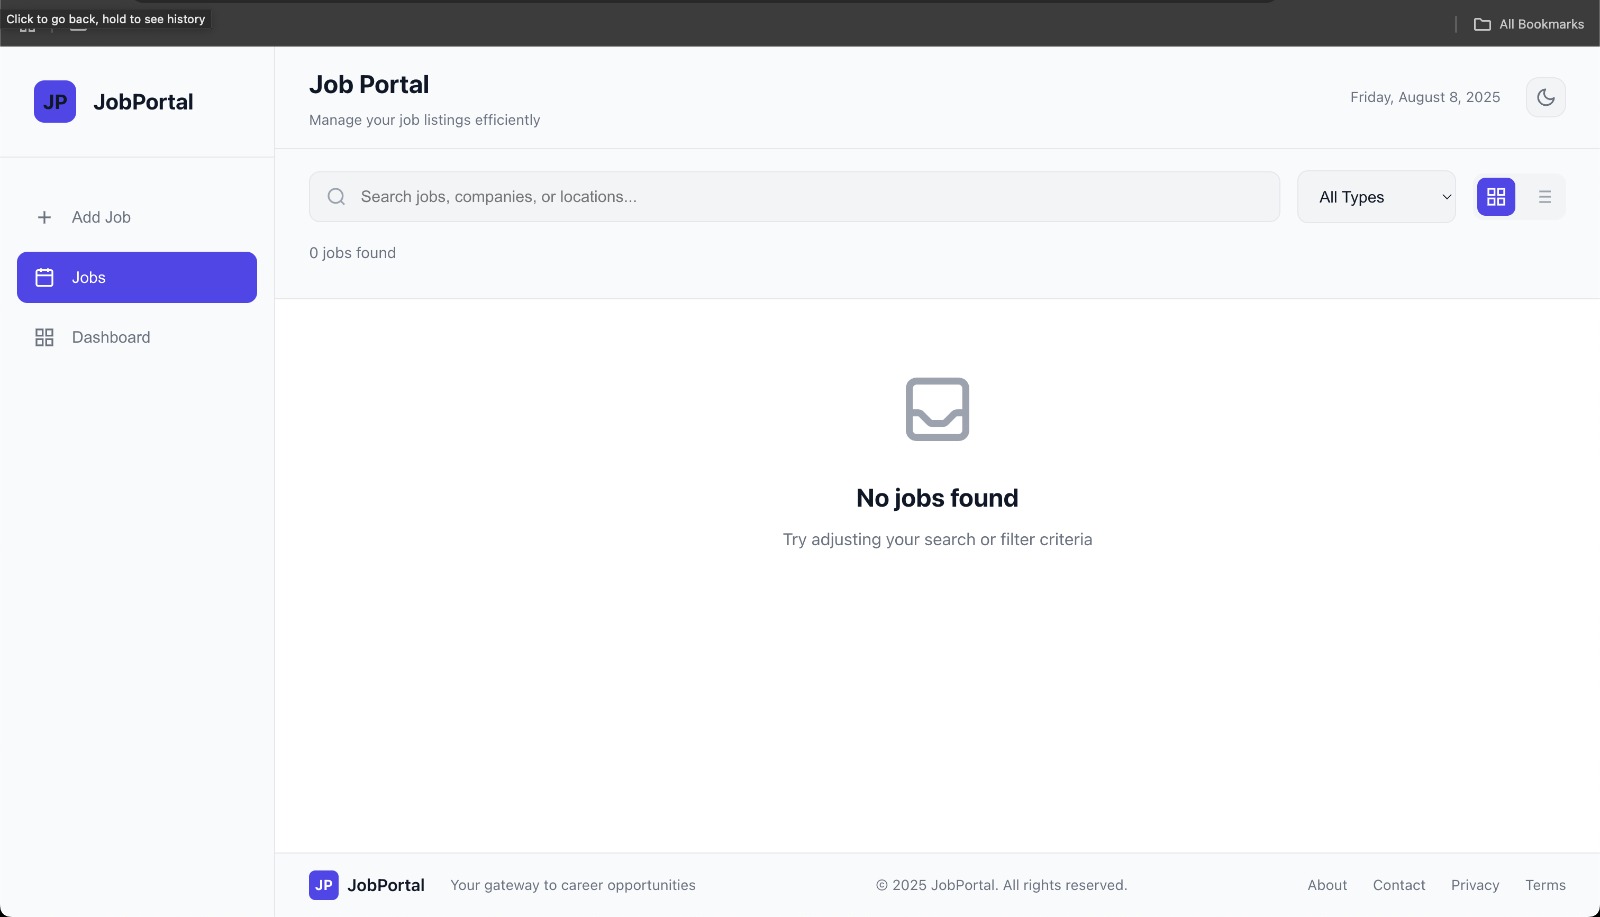 Click to go back, hold to see history
All Bookmarks
JP
JobPortal
Job Portal
Manage your job listings efficiently
Friday, August 8, 2025
Add Job
Jobs
Dashboard
Search jobs, companies, or locations...
All Types
0 jobs found
No jobs found
Try adjusting your search or filter criteria
JP
JobPortal
Your gateway to career opportunities
© 2025 JobPortal. All rights reserved.
About
Contact
Privacy
Terms